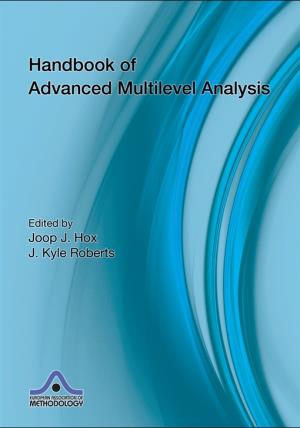 Handbook of
Advanced Multilevel Analysis
Edited by
Joop J. Hox
J. Kyle Roberts
EUROPEAN ASSOCIATION OF
METHODOLOGY